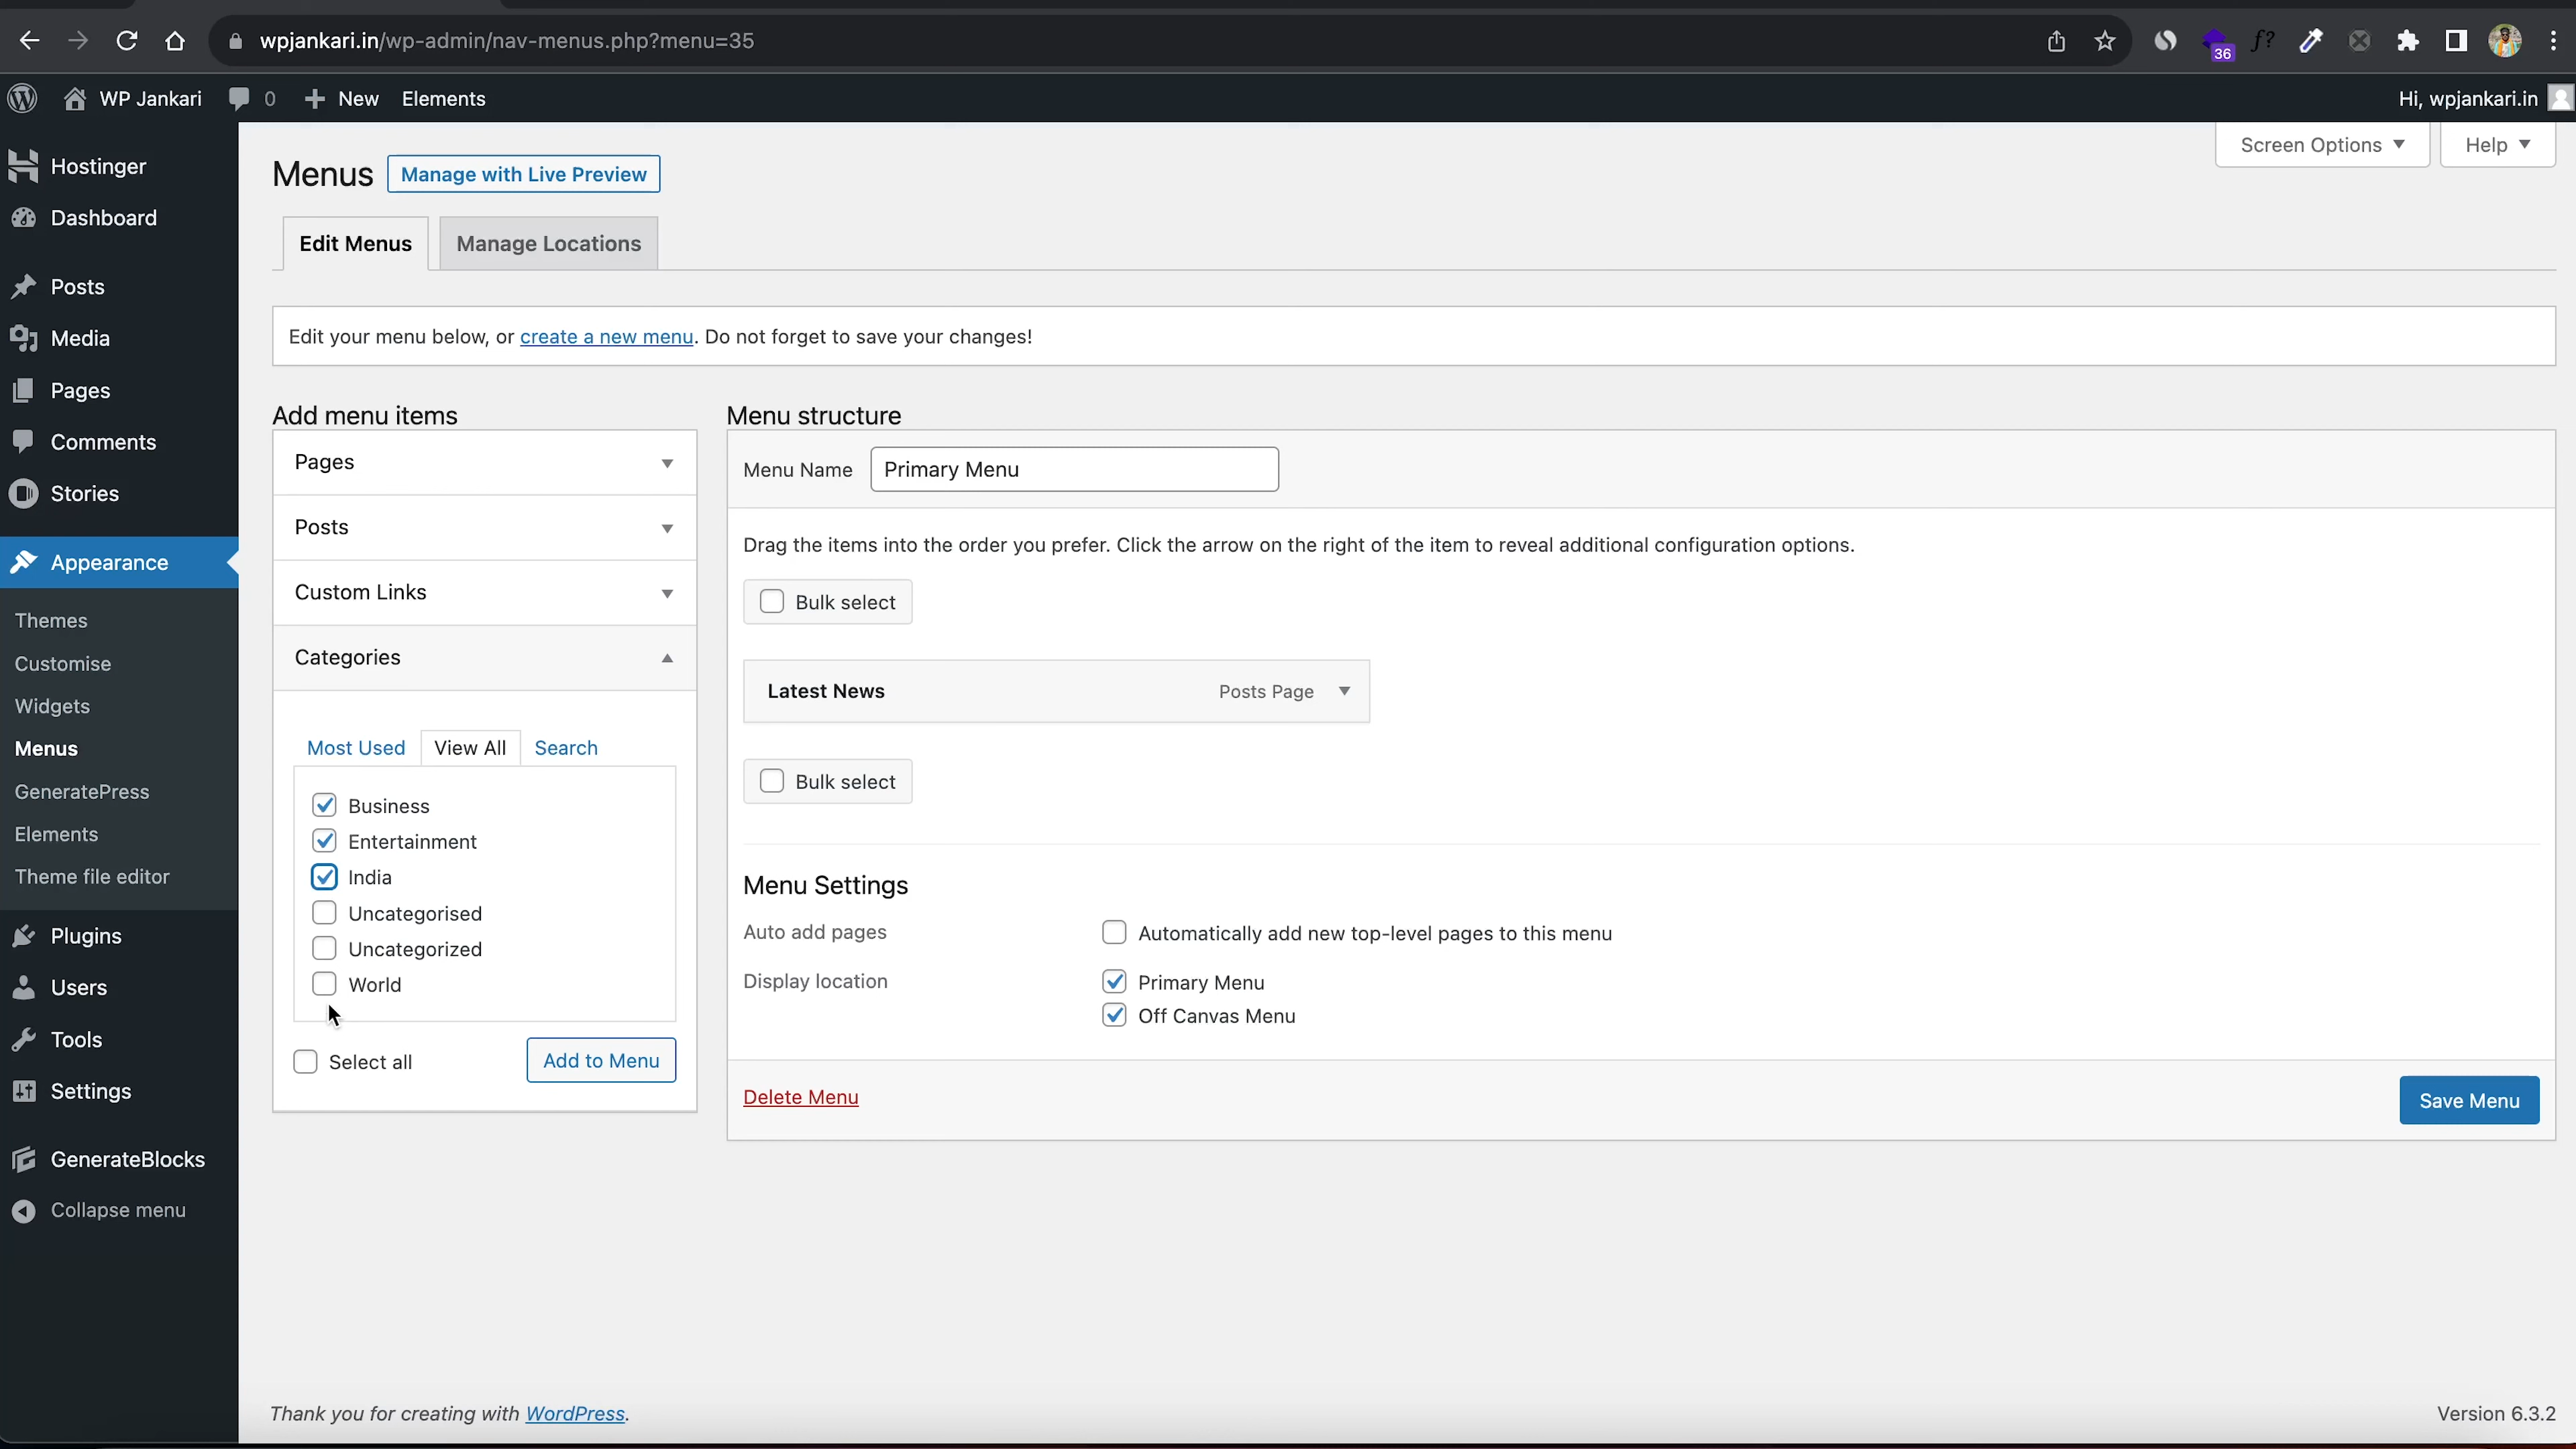 wpjankari.in/wp-admin/nav-menus.php?menu=35
36
f?
WP Jankari
0
New
Elements
Hi, wpjankari.in
Hostinger
Dashboard
Posts
Media
Pages
Comments
Stories
Appearance
Themes
Customise
Widgets
Menus
GeneratePress
Elements
Theme file editor
Plugins
Users
Tools
Settings
GenerateBlocks
Collapse menu
Screen Options
Help
Menus
Manage with Live Preview
Edit Menus
Manage Locations
Edit your menu below, or create a new menu. Do not forget to save your changes!
Add menu items
Pages
Posts
Custom Links
Categories
Most Used
View All
Search
Business
Entertainment
India
Uncategorised
Uncategorized
World
Select all
Add to Menu
Menu structure
Menu Name
Primary Menu
Drag the items into the order you prefer. Click the arrow on the right of the item to reveal additional configuration options.
Bulk select
Latest News
Posts Page
Bulk select
Menu Settings
Auto add pages
Automatically add new top-level pages to this menu
Display location
Primary Menu
Off Canvas Menu
Delete Menu
Save Menu
Thank you for creating with WordPress.
Version 6.3.2